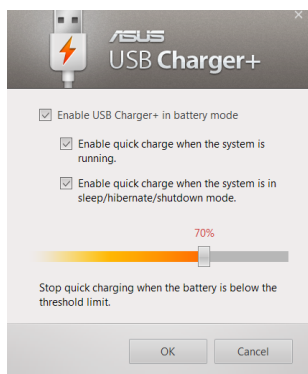 ASUS
USB Charger+
Enable USB Charger+ in battery mode
Enable quick charge when the system is
running.
Enable quick charge when the system is in
sleep/hibernate/shutdown mode.
70%
Stop quick charging when the battery is below the
threshold limit.
OK
Cancel